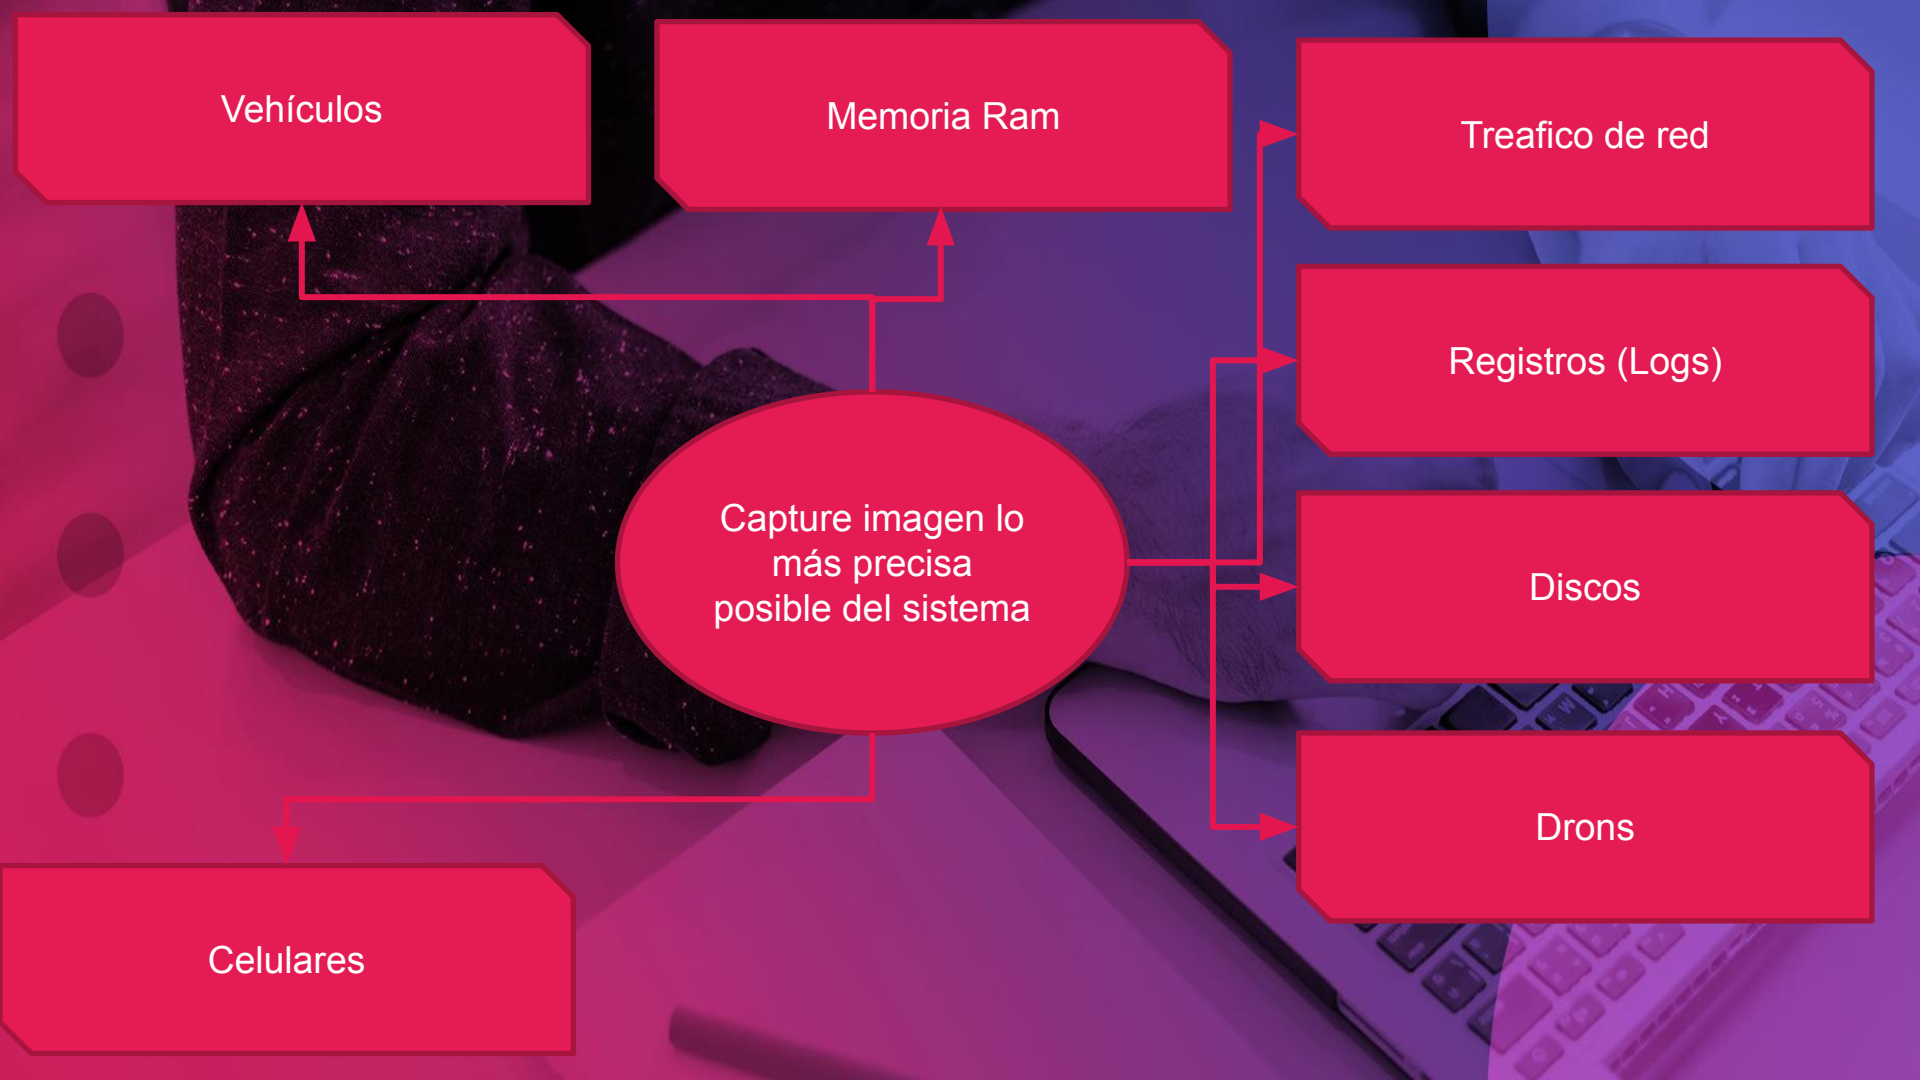 Vehículos
Memoria Ram
Treafico de red
Registros (Logs)
Capture imagen lo
más precisa
posible del sistema
Discos
Drons
Celulares